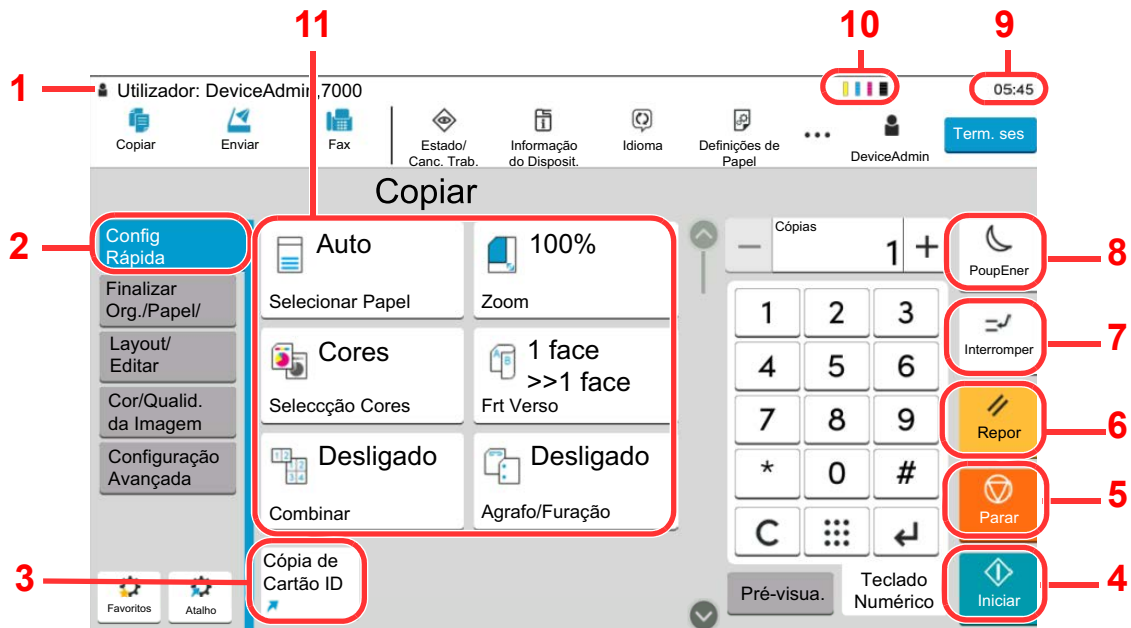 11
10
9
1
Utilizador: DeviceAdmin,7000
05:45
Copiar
Enviar
Fax
Estado/
Canc. Trab.
Informação
do Disposit.
Idioma
Definições de
Papel
DeviceAdmin
Term. ses
Copiar
2
Config
Rápida
Finalizar
Org./Papel/
Layout/
Editar
Cor/Qualid.
da Imagem
Configuração
Avançada
Auto
Selecionar Papel
100%
Zoom
Cores
Seleccção Cores
1 face
>>1 face
Frt Verso
Desligado
Combinar
Desligado
Agrafo/Furação
Cópias
— 1 +
1 2 3
4 5 6
7 8 9
* 0 #
C
PoupEner
8
Interromper
7
Repor
6
Parar
5
3
Cópia de
Cartão ID
Favoritos
Atalho
Pré-visua.
Teclado
Numérico
Iniciar
4